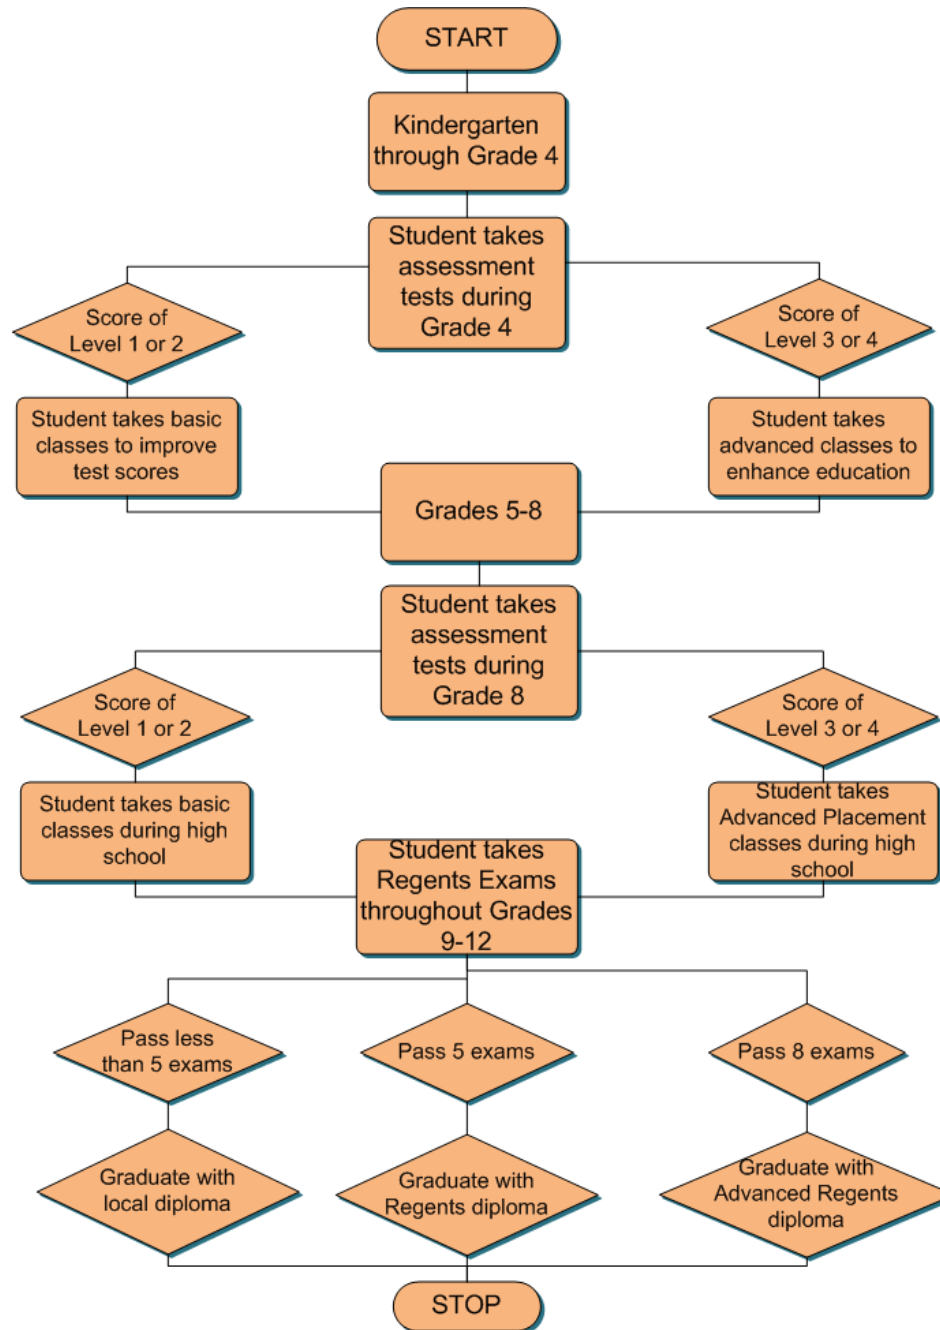 START
Kindergarten
through Grade 4
Student takes
assessment
tests during
Grade 4
Score of
Level 1 or 2
Score of
Level 3 or 4
Student takes basic
classes to improve
test scores
Student takes
advanced classes to
enhance education
Grades 5-8
Student takes
assessment
tests during
Grade 8
Score of
Level 1 or 2
Score of
Level 3 or 4
Student takes basic
classes during high
school
Student takes
Advanced Placement
classes during high
school
Student takes
Regents Exams
throughout Grades
9-12
Pass less
than 5 exams
Pass 5 exams
Pass 8 exams
Graduate with
local diploma
Graduate with
Regents diploma
Graduate with
Advanced Regents
diploma
STOP